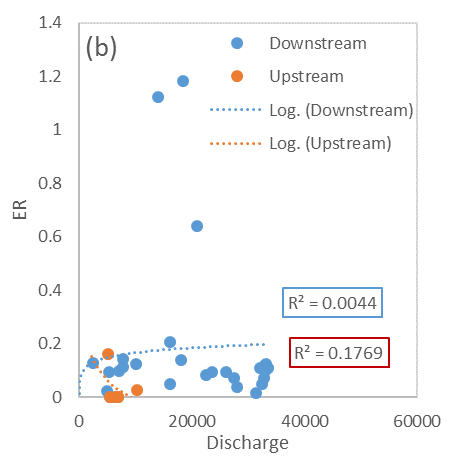 1.4
(b)
Downstream
1.2
Upstream
Log. (Downstream)
1
Log. (Upstream)
0.8
ER
0.6
0.4
R² = 0.0044
0.2
R² = 0.1769
0
0 20000 40000 60000
Discharge